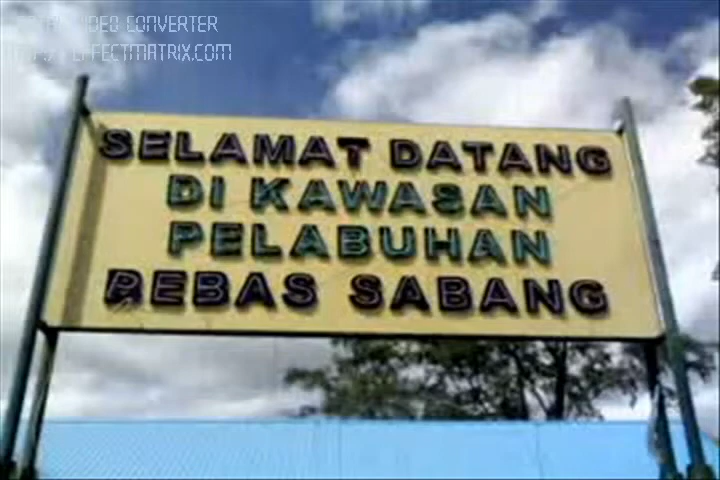 SELAMAT DATANG
DI KAWASAN
PELABUHAN
BEBAS SABANG